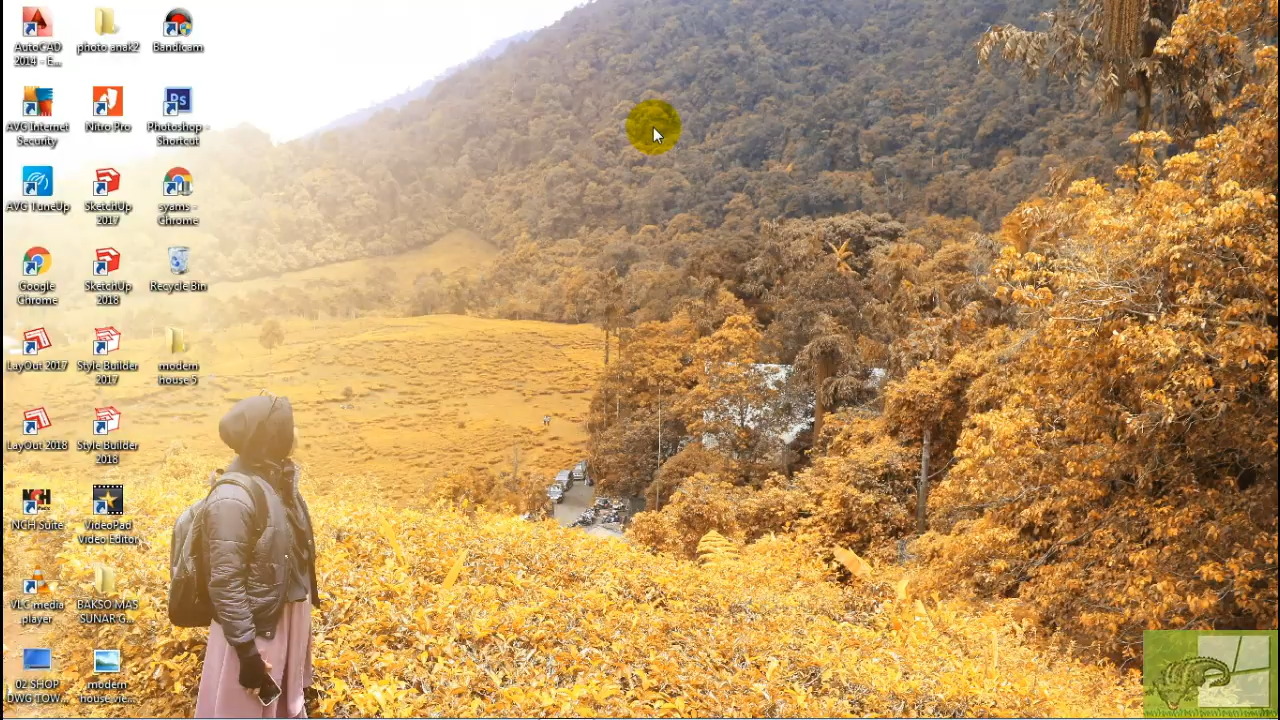 AutoCAD
2014 - E...
photo anak2
Bandicam
AVG Internet
Security
Nitro Pro
Photoshop -
Shortcut
AVG TuneUp
SketchUp
2017
syams -
Chrome
Google
Chrome
SketchUp
2018
Recycle Bin
LayOut 2017
Style Builder
2017
modern
house 5
LayOut 2018
Style Builder
2018
NCH Suite
VideoPad
Video Editor
VLC media
player
BAKSO MAS
SUNAR G...
02 SHOP
DWG TOW...
modern
house vie...
Ps
NCH